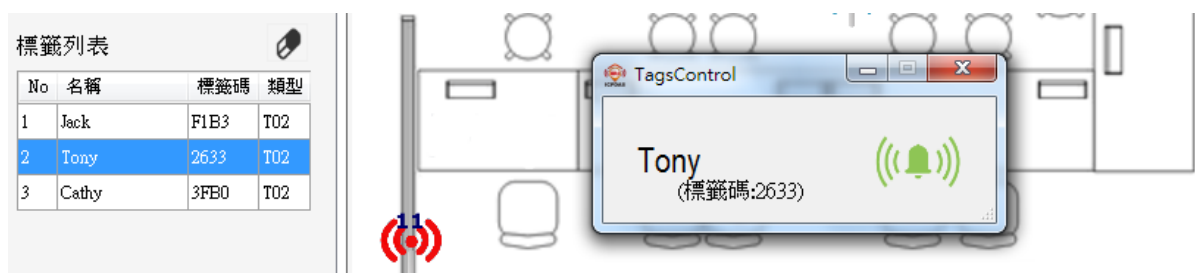 標籤列表
No 名稱 標籤碼 類型
1 Jack F1B3 T02
2 Tony 2633 T02
3 Cathy 3FB0 T02
11
TagsControl
Tony
(標籤碼:2633)